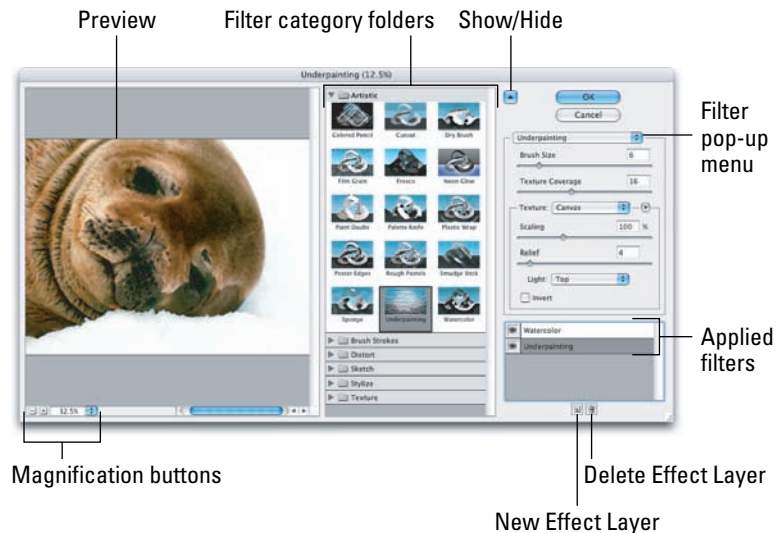 Preview
Filter category folders
Show/Hide
Underpainting (12.5%)
Artistic
Colored Pencil
Cutout
Dry Brush
Film Grain
Fresco
Neon Glow
Paint Daubs
Palette Knife
Plastic Wrap
Poster Edges
Rough Pastels
Smudge Stick
Sponge
Underpainting
Watercolor
Brush Strokes
Distort
Sketch
Stylize
Texture
12.5%
OK
Cancel
Underpainting
Brush Size 6
Texture Coverage 16
Texture: Canvas
Scaling 100 %
Relief 4
Light: Top
Invert
Watercolor
Underpainting
Filter
pop-up
menu
Applied
filters
Magnification buttons
Delete Effect Layer
New Effect Layer